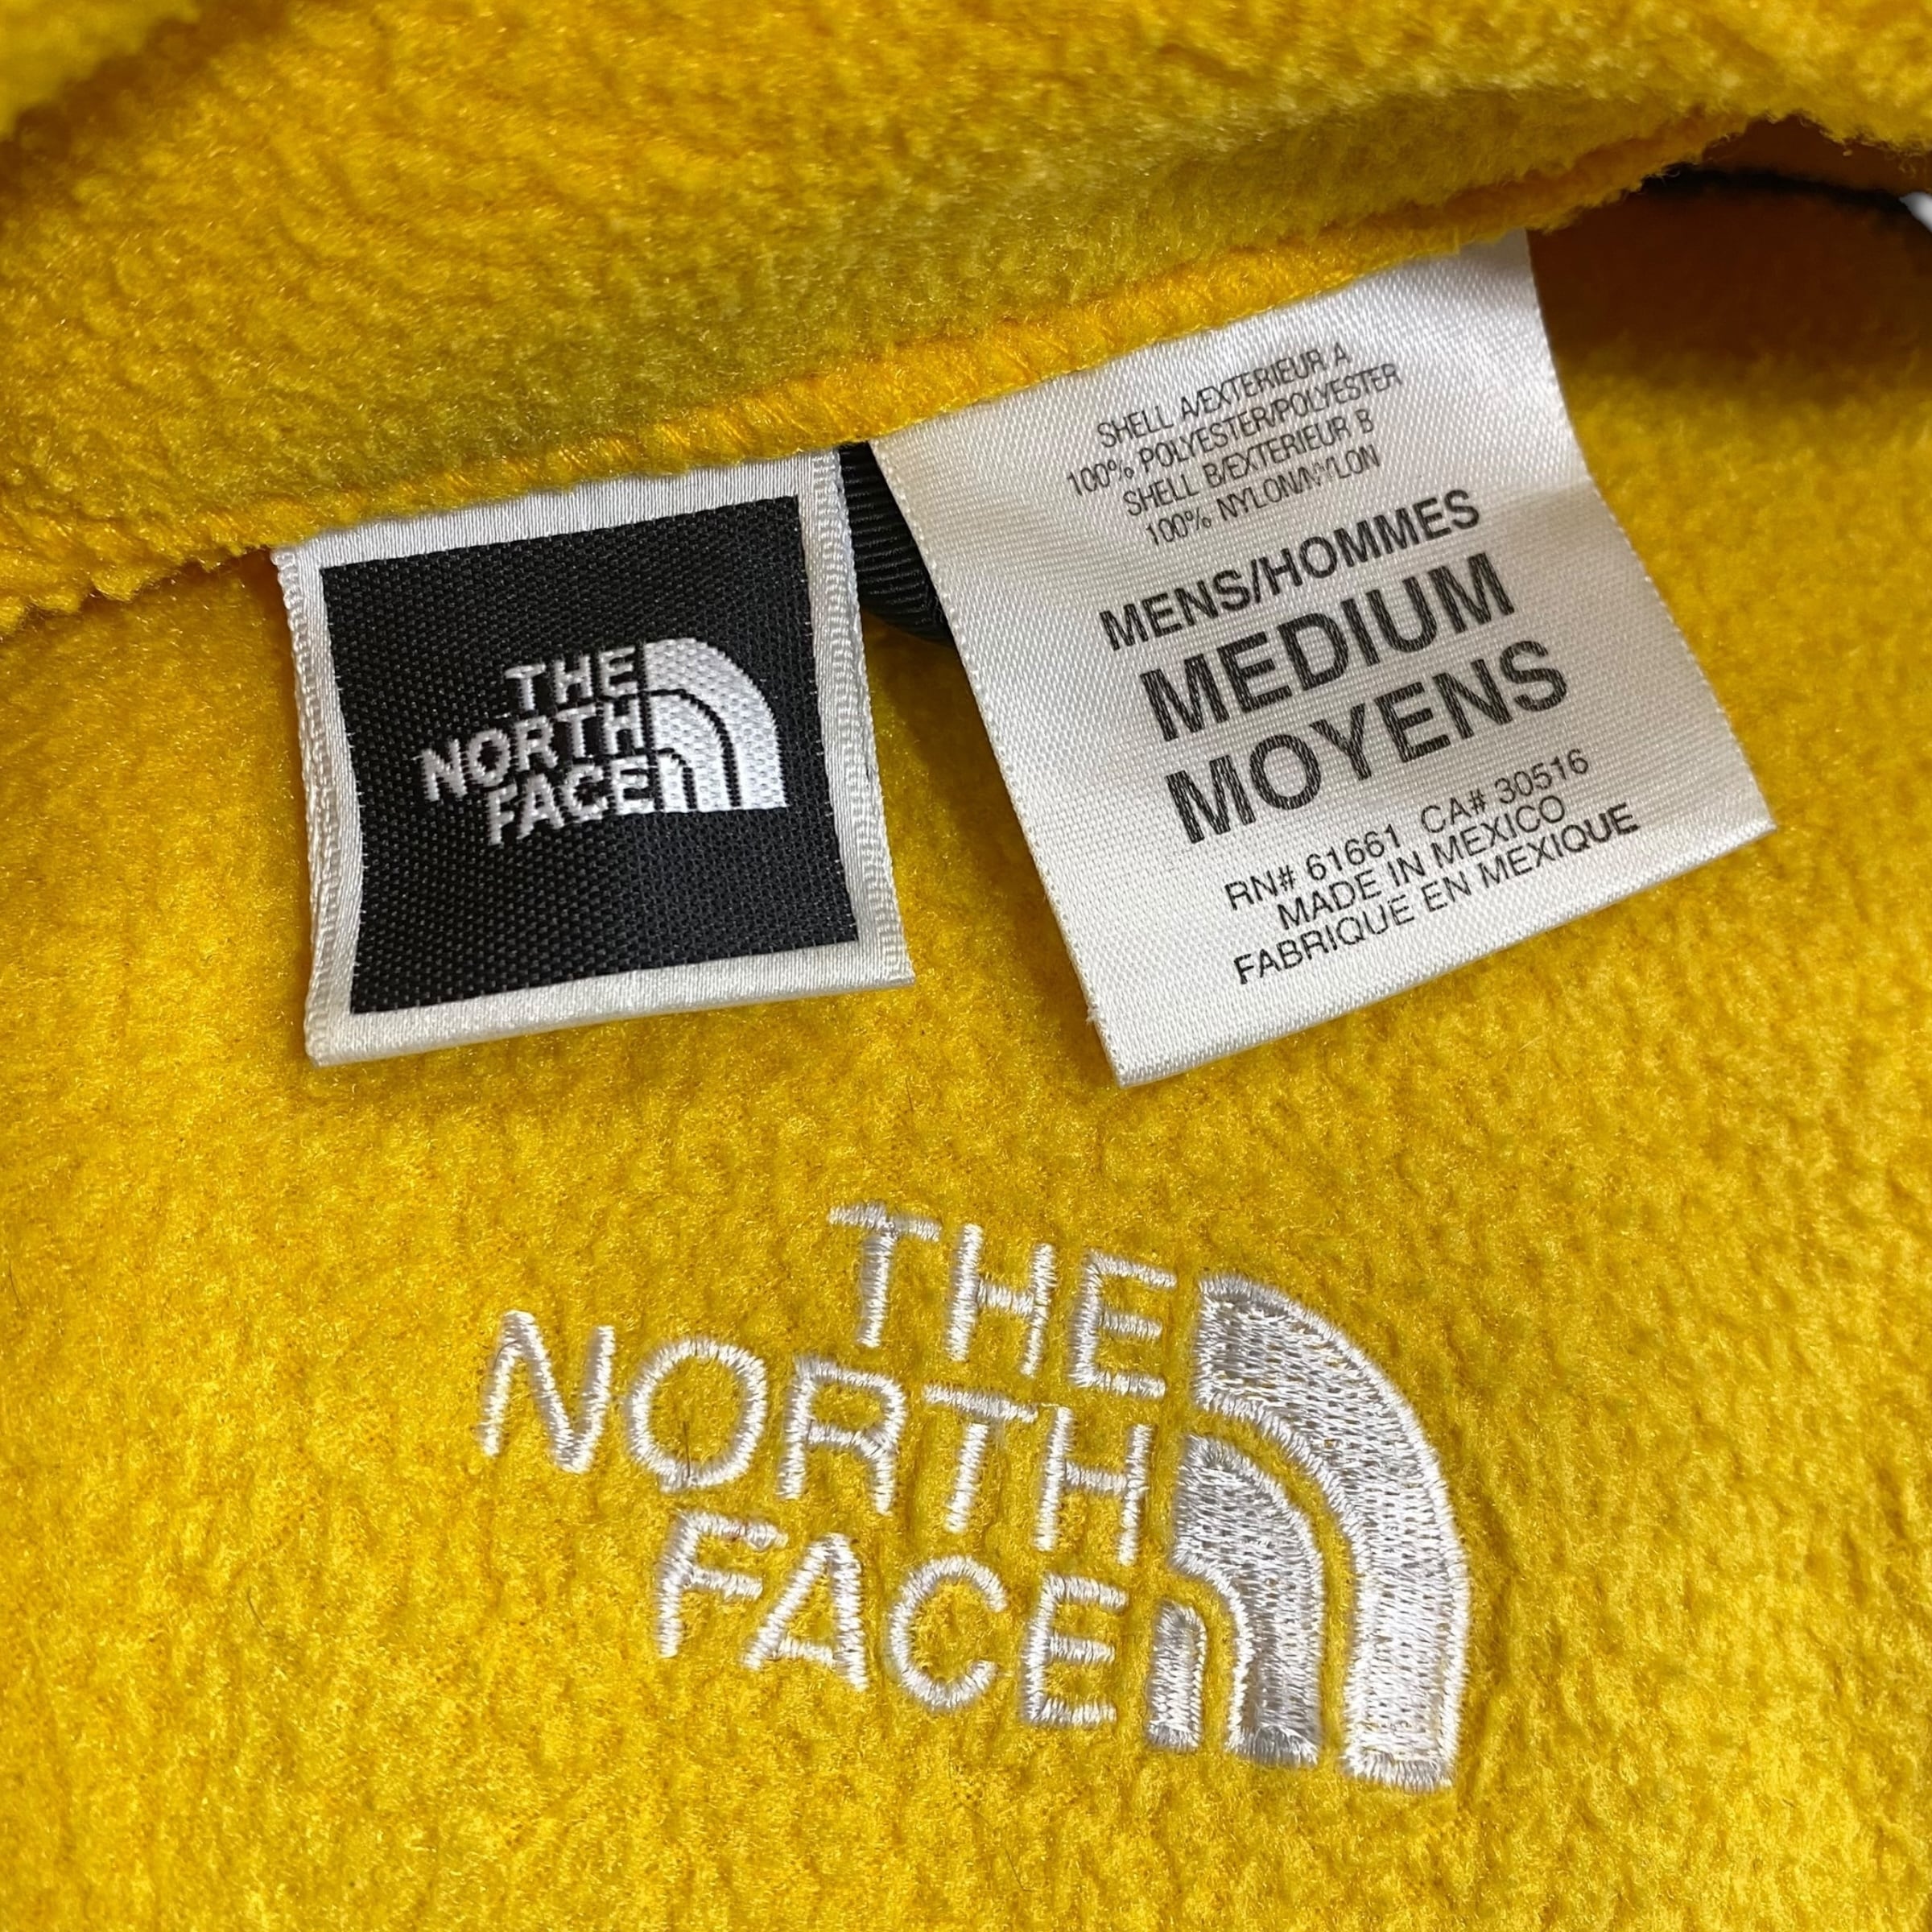 THE
NORTH
FACE
SHELL A/EXTERIEUR A
100% POLYESTER/POLYESTER
SHELL B/EXTERIEUR B
100% NYLON/NYLON
MENS/HOMMES
MEDIUM
MOYENS
RN# 61661 CA# 30516
MADE IN MEXICO
FABRIQUE EN MEXIQUE
THE
NORTH
FACE